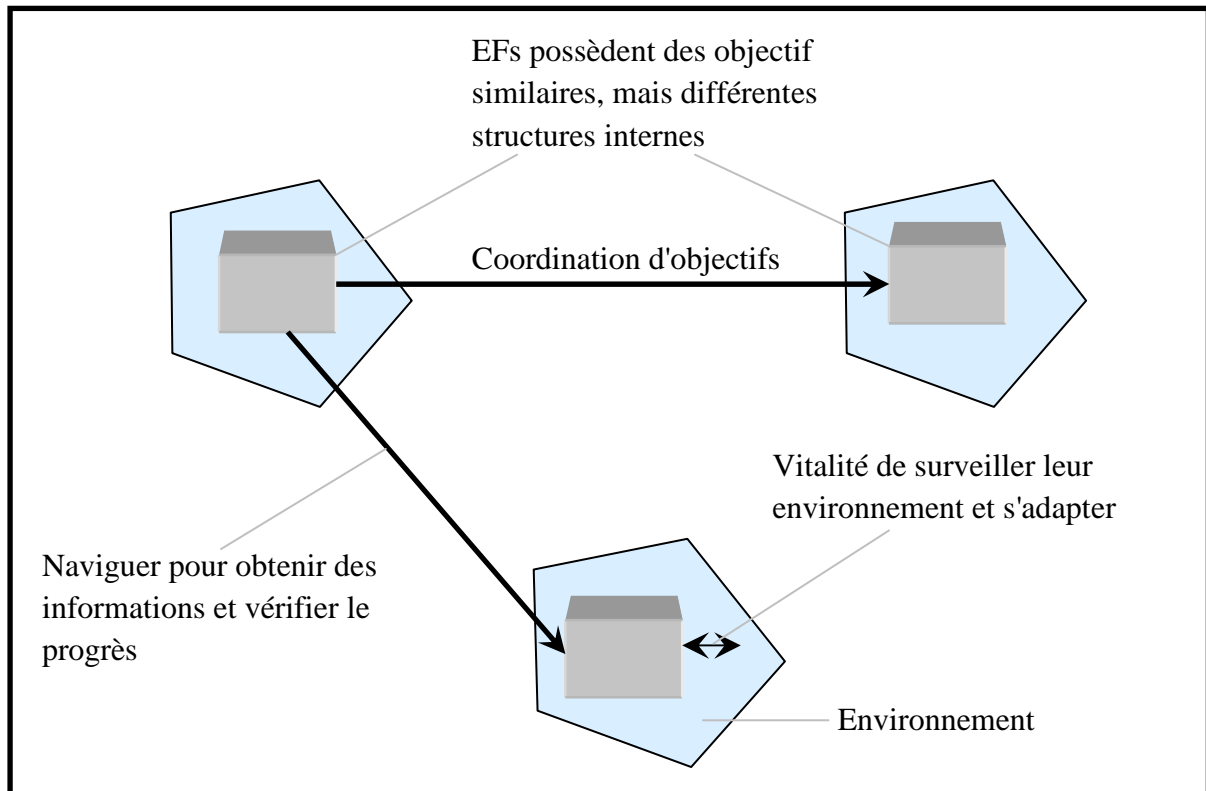 EFs possèdent des objectif
similaires, mais différentes
structures internes
Coordination d'objectifs
Vitalité de surveiller leur
environnement et s'adapter
Naviguer pour obtenir des
informations et vérifier le
progrès
Environnement